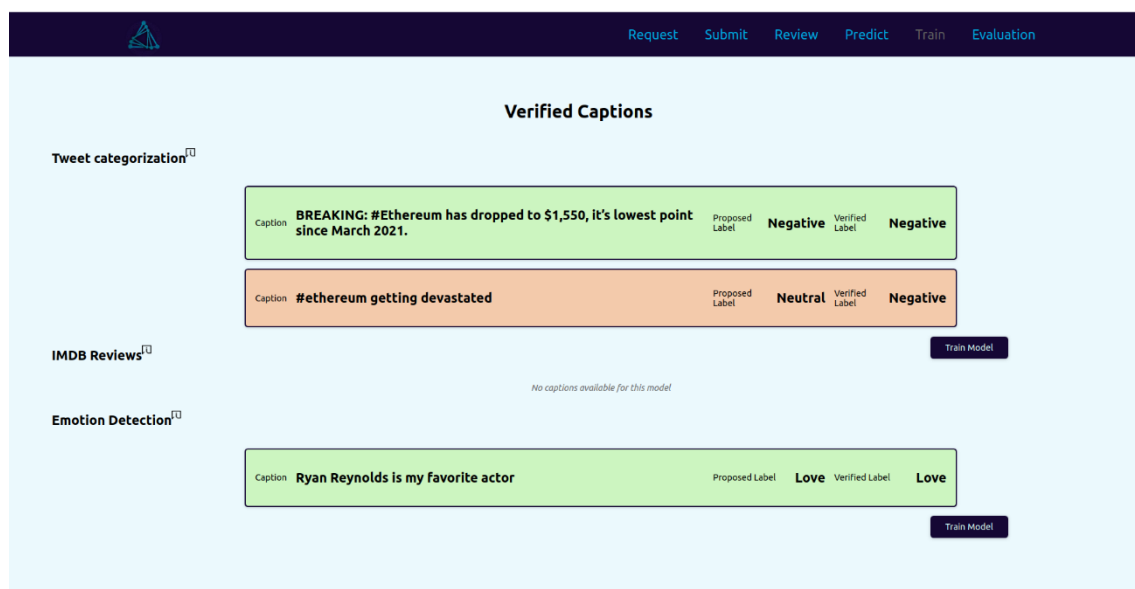 Request Submit Review Predict Train Evaluation
Verified Captions
Tweet categorization
Caption BREAKING: #Ethereum has dropped to $1,550, it's lowest point since March 2021. Proposed Label Negative Verified Label Negative
Caption #ethereum getting devastated Proposed Label Neutral Verified Label Negative
Train Model
IMDB Reviews
No captions available for this model
Emotion Detection
Caption Ryan Reynolds is my favorite actor Proposed Label Love Verified Label Love
Train Model